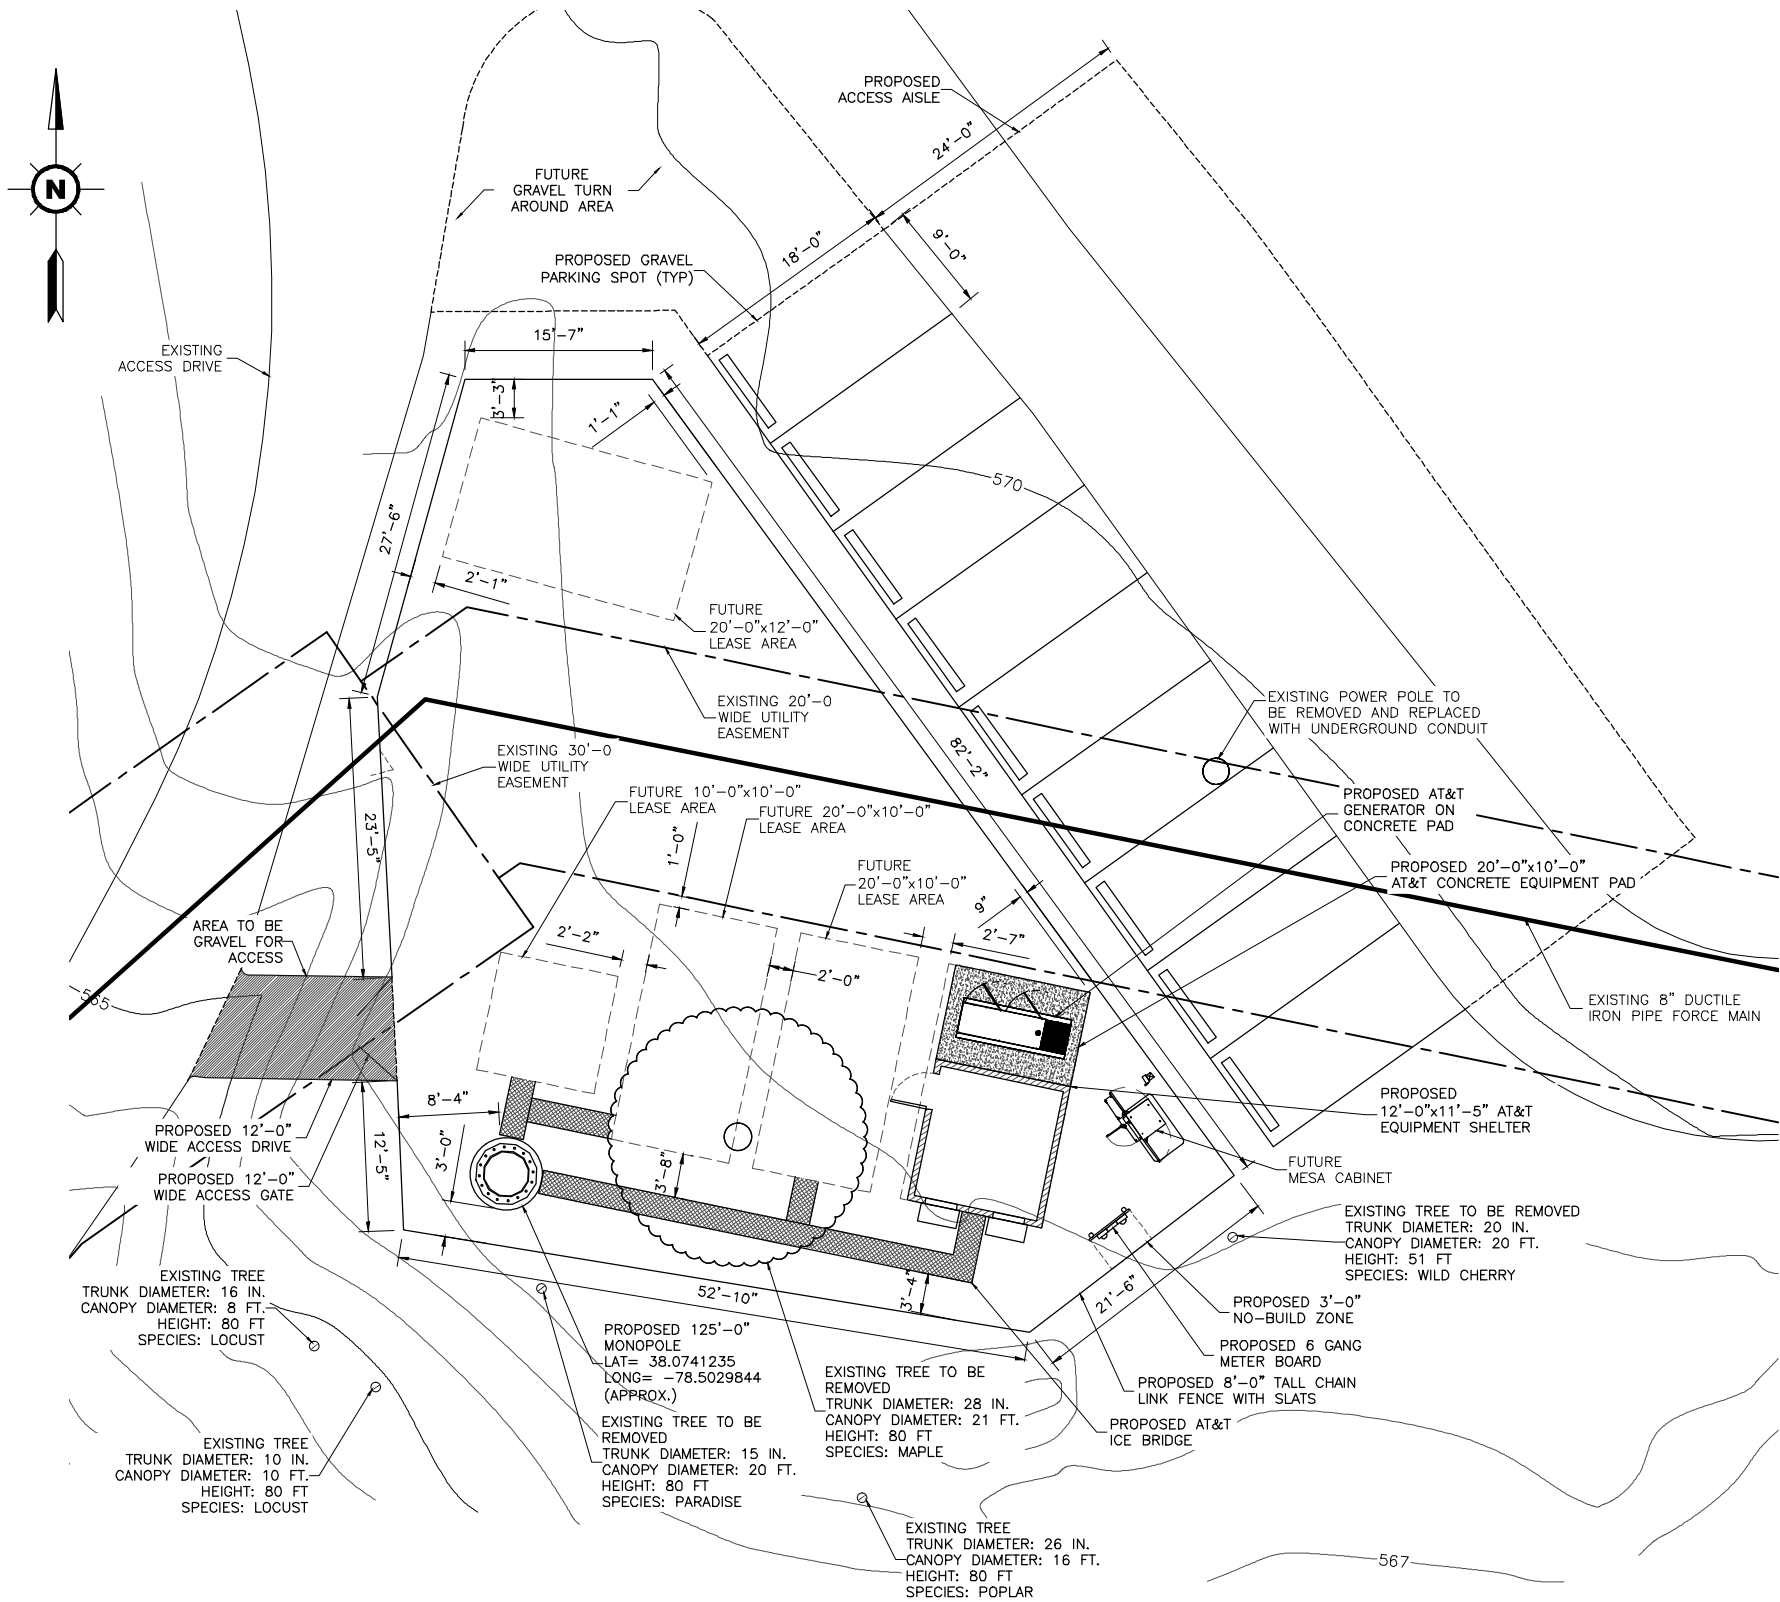 PROPOSED
ACCESS AISLE
24'-0"
N
FUTURE
GRAVEL TURN
AROUND AREA
18'-0"
9'-0"
PROPOSED GRAVEL
PARKING SPOT (TYP)
15'-7"
EXISTING
ACCESS DRIVE
3'-3"
1'-1"
570
27'-6"
2'-1"
FUTURE
20'-0"x12'-0"
LEASE AREA
EXISTING 20'-0
WIDE UTILITY
EASEMENT
EXISTING POWER POLE TO
BE REMOVED AND REPLACED
WITH UNDERGROUND CONDUIT
EXISTING 30'-0
WIDE UTILITY
EASEMENT
82'-2"
FUTURE 10'-0"x10'-0"
LEASE AREA
FUTURE 20'-0"x10'-0"
LEASE AREA
PROPOSED AT&T
GENERATOR ON
CONCRETE PAD
23'-5"
1'-0"
FUTURE
20'-0"x10'-0"
LEASE AREA
PROPOSED 20'-0"x10'-0"
AT&T CONCRETE EQUIPMENT PAD
9"
AREA TO BE
GRAVEL FOR
ACCESS
2'-2"
2'-7"
2'-0"
565
EXISTING 8" DUCTILE
IRON PIPE FORCE MAIN
8'-4"
PROPOSED
12'-0"x11'-5" AT&T
EQUIPMENT SHELTER
PROPOSED 12'-0"
WIDE ACCESS DRIVE
12'-5"
3'-0"
3'-8"
FUTURE
MESA CABINET
PROPOSED 12'-0"
WIDE ACCESS GATE
EXISTING TREE TO BE REMOVED
TRUNK DIAMETER: 20 IN.
CANOPY DIAMETER: 20 FT.
HEIGHT: 51 FT
SPECIES: WILD CHERRY
EXISTING TREE
TRUNK DIAMETER: 16 IN.
CANOPY DIAMETER: 8 FT.
HEIGHT: 80 FT
SPECIES: LOCUST
52'-10"
3'-4"
21'-6"
PROPOSED 3'-0"
NO-BUILD ZONE
PROPOSED 125'-0"
MONOPOLE
LAT= 38.0741235
LONG= -78.5029844
(APPROX.)
PROPOSED 6 GANG
METER BOARD
EXISTING TREE TO BE
REMOVED
TRUNK DIAMETER: 28 IN.
CANOPY DIAMETER: 21 FT.
HEIGHT: 80 FT
SPECIES: MAPLE
PROPOSED 8'-0" TALL CHAIN
LINK FENCE WITH SLATS
PROPOSED AT&T
ICE BRIDGE
EXISTING TREE TO BE
REMOVED
TRUNK DIAMETER: 15 IN.
CANOPY DIAMETER: 20 FT.
HEIGHT: 80 FT
SPECIES: PARADISE
EXISTING TREE
TRUNK DIAMETER: 10 IN.
CANOPY DIAMETER: 10 FT.
HEIGHT: 80 FT
SPECIES: LOCUST
EXISTING TREE
TRUNK DIAMETER: 26 IN.
CANOPY DIAMETER: 16 FT.
HEIGHT: 80 FT
SPECIES: POPLAR
567